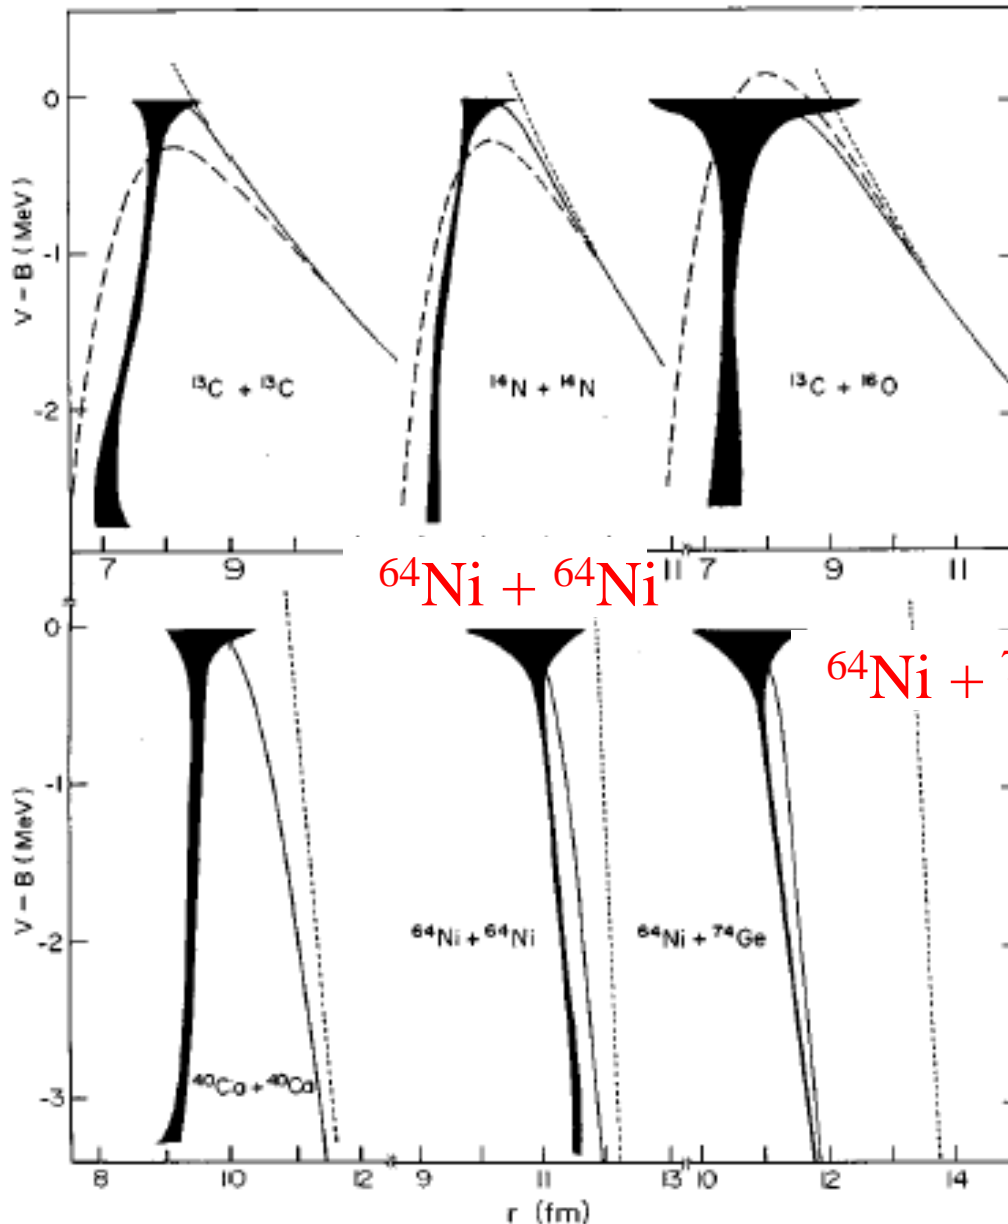 V – B (MeV)
0
-1
-2
¹³C + ¹³C
¹⁴N + ¹⁴N
¹³C + ¹⁶O
7
9
11
7
9
11
⁶⁴Ni + ⁶⁴Ni
⁶⁴Ni +
V – B (MeV)
0
-1
-2
-3
⁴⁰Ca + ⁴⁰Ca
⁶⁴Ni + ⁶⁴Ni
⁶⁴Ni + ⁷⁴Ge
8
10
12
9
11
13
10
12
14
r (fm)